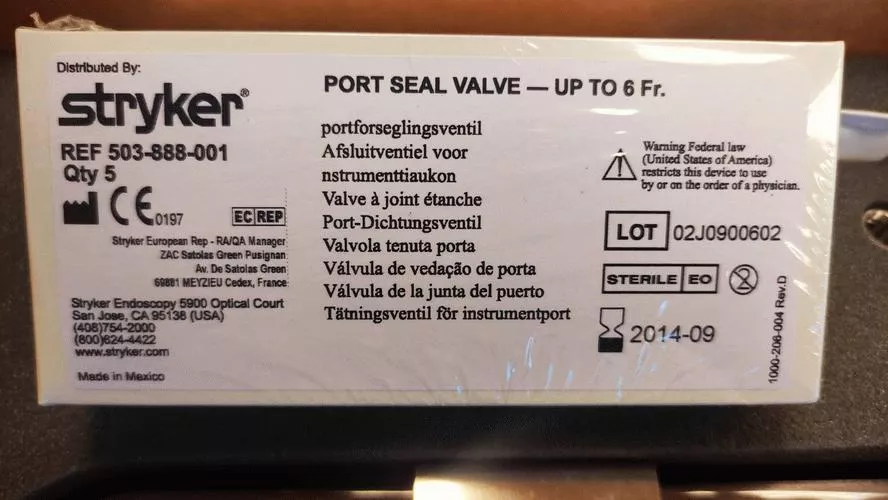 Distributed By:
stryker®
REF 503-888-001
Qty 5
CE 0197
EC REP
Stryker European Rep - RA/QA Manager
ZAC Satolas Green Pusignan
Av. De Satolas Green
69881 MEYZIEU Cedex, France
Stryker Endoscopy 5900 Optical Court
San Jose, CA 95138 (USA)
(408)754-2000
(800)624-4422
www.stryker.com
Made in Mexico
PORT SEAL VALVE — UP TO 6 Fr.
portforseglingsventil
Afsluitventiel voor
nstrumenttiaukon
Valve à joint étanche
Port-Dichtungsventil
Valvola tenuta porta
Válvula de vedação de porta
Válvula de la junta del puerto
Tätningsventil för instrumentport
Warning Federal law
(United States of America)
restricts this device to use
by or on the order of a physician.
LOT 02J0900602
STERILE EO
2
2014-09
1000-206-004 Rev.D